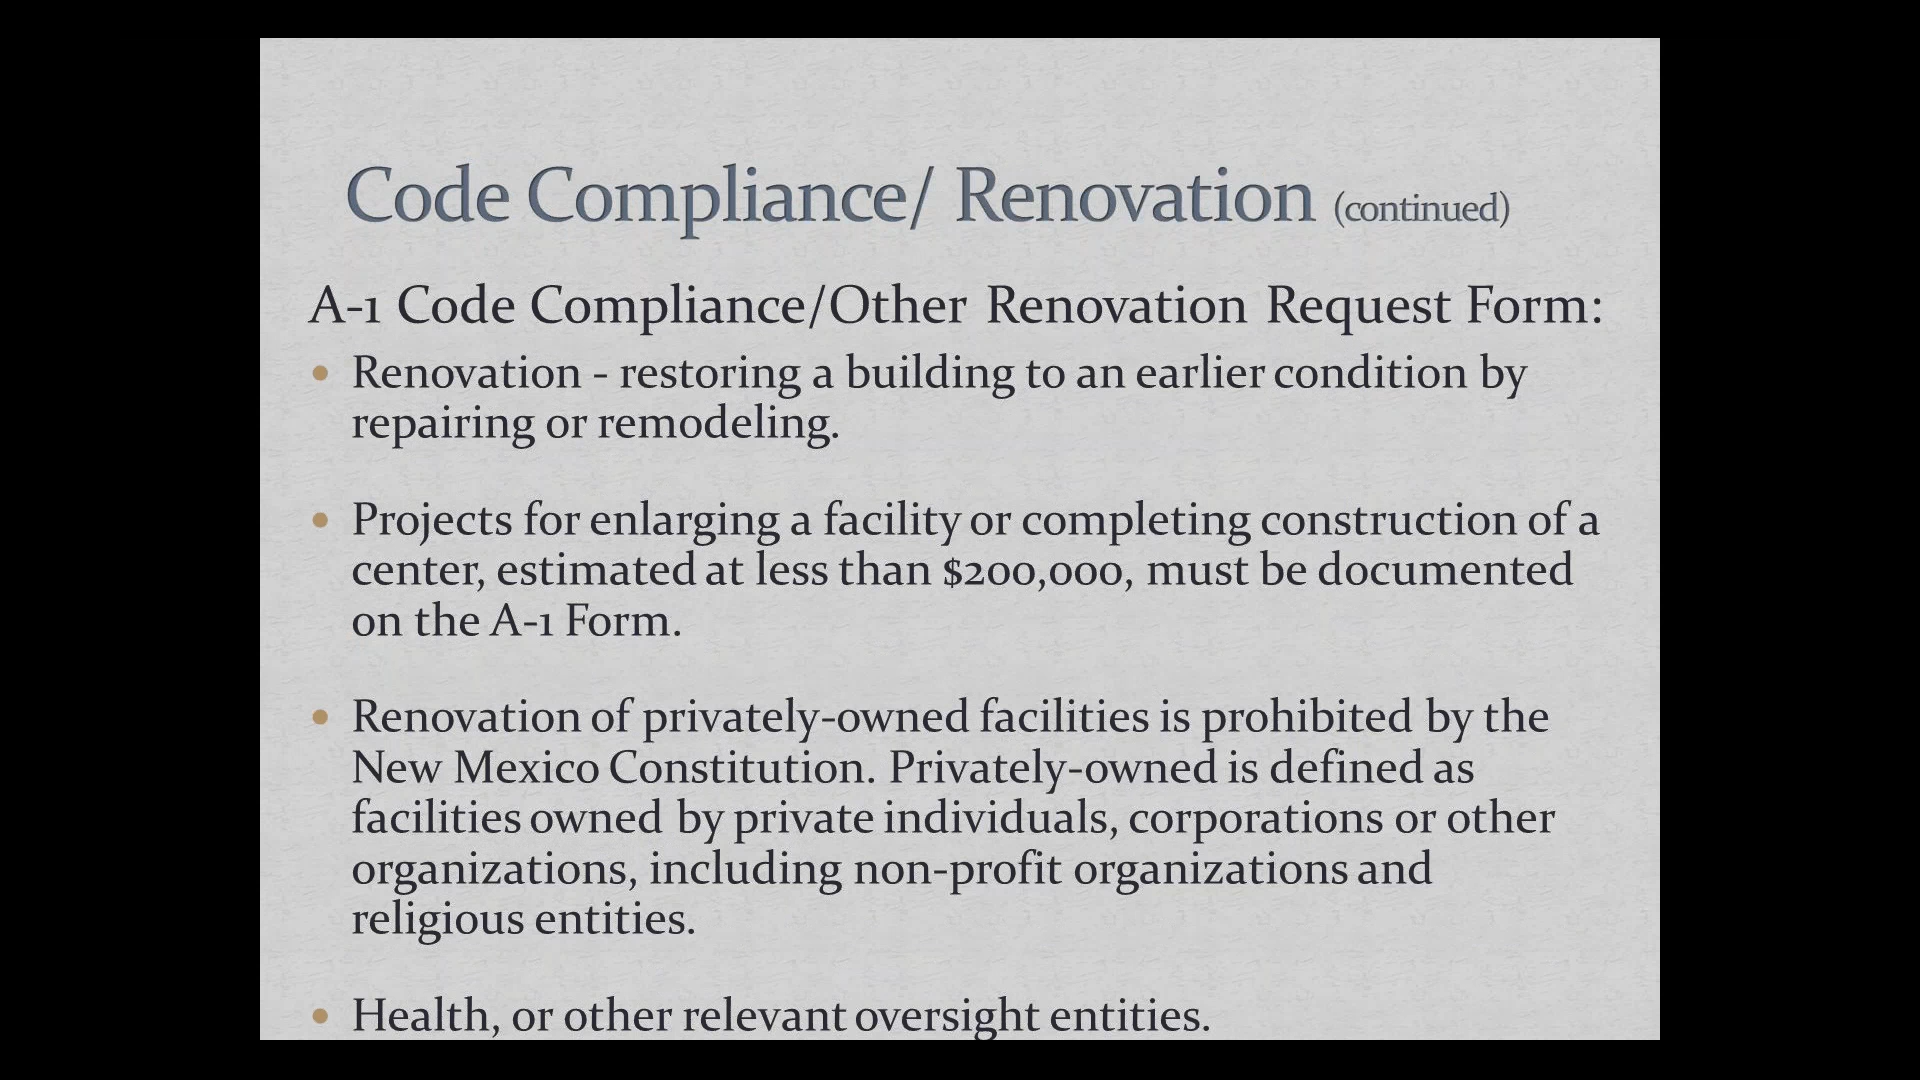 Code Compliance/ Renovation (continued)
A-1 Code Compliance/Other Renovation Request Form:
• Renovation - restoring a building to an earlier condition by
repairing or remodeling.
• Projects for enlarging a facility or completing construction of a
center, estimated at less than $200,000, must be documented
on the A-1 Form.
• Renovation of privately-owned facilities is prohibited by the
New Mexico Constitution. Privately-owned is defined as
facilities owned by private individuals, corporations or other
organizations, including non-profit organizations and
religious entities.
• Health, or other relevant oversight entities.